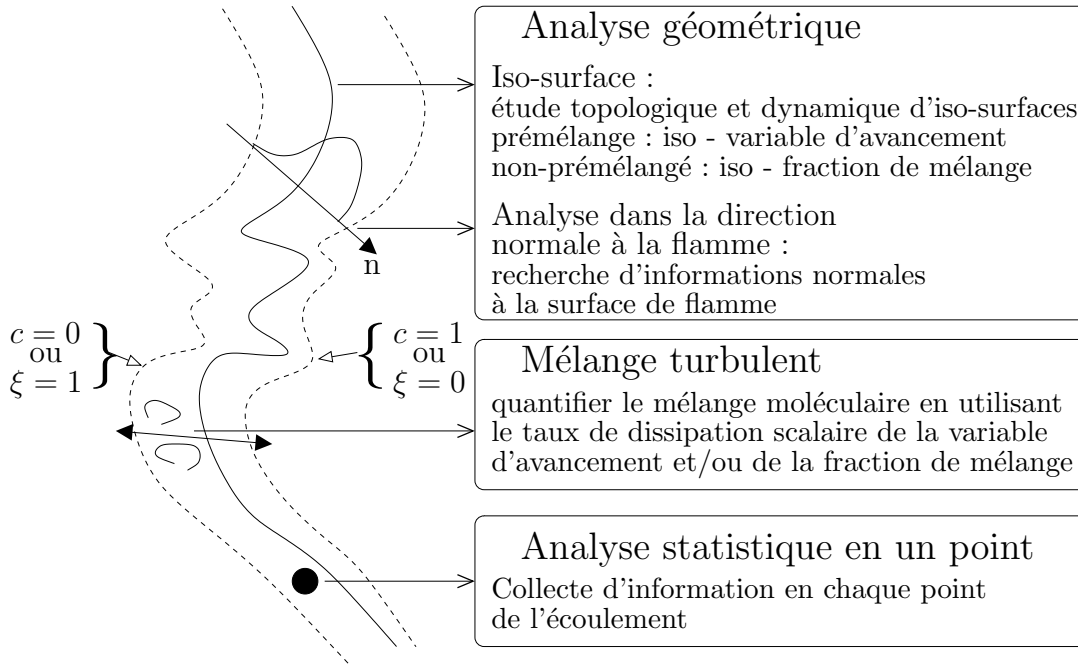 Analyse géométrique
Iso-surface :
étude topologique et dynamique d'iso-surfaces
prémélange : iso - variable d'avancement
non-prémélangé : iso - fraction de mélange
Analyse dans la direction
normale à la flamme :
recherche d'informations normales
à la surface de flamme
n
c = 0
ou
ξ = 1
c = 1
ou
ξ = 0
Mélange turbulent
quantifier le mélange moléculaire en utilisant
le taux de dissipation scalaire de la variable
d'avancement et/ou de la fraction de mélange
Analyse statistique en un point
Collecte d'information en chaque point
de l'écoulement